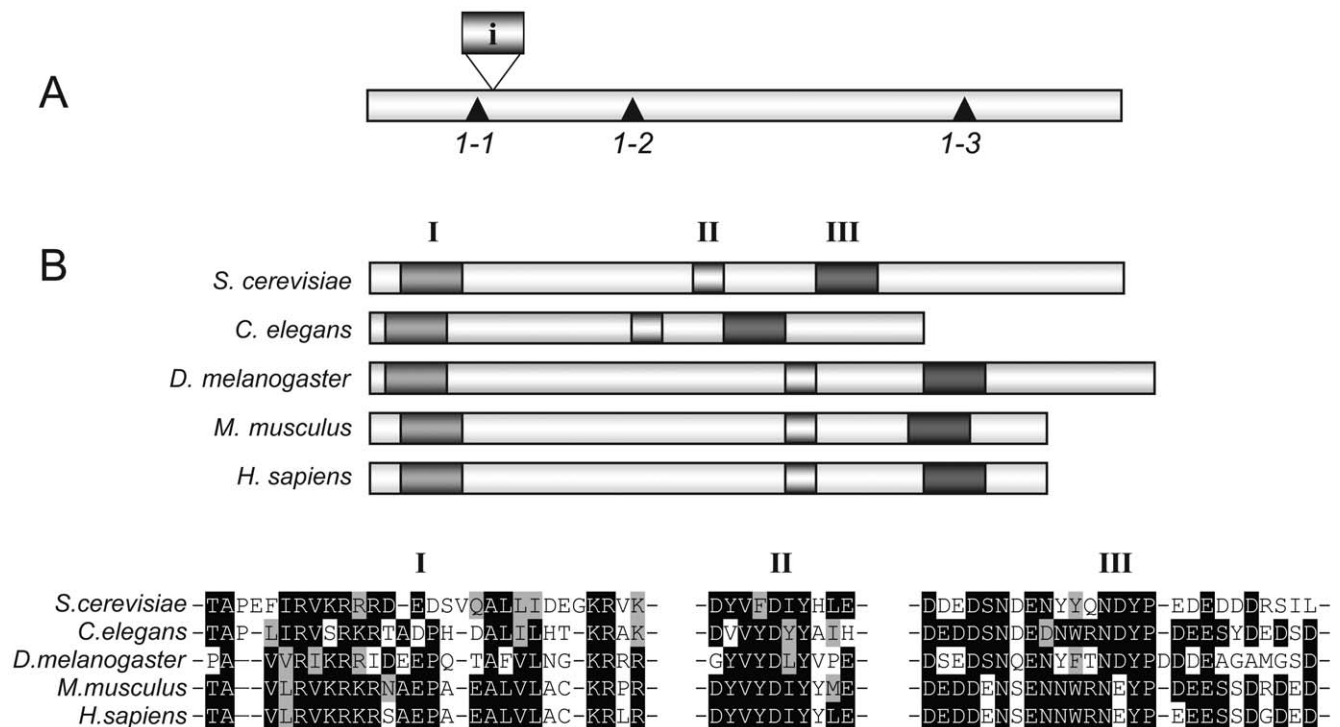 A
i
1-1 1-2 1-3
B
I II III
S. cerevisiae
C. elegans
D. melanogaster
M. musculus
H. sapiens
I II III
S.cerevisiae -TAPEFIRVKRRRD-EDSVQALLIDEGKRVK- -DYVFDIYHLE- -DDEDSNDENYYQNDYP-EDEDDDRSIL-
C.elegans -TAP-LIRVSRKRTADPH-DALILHT-KRAK- -DVVYDYYAIH- -DEDDSNDEDNWRNDYP-DEESYDEDSD-
D.melanogaster -PA--VVRIKRRIDEEPQ-TAFVLNG-KRRR- -GYVYDLYVPE- -DSEDSNQENYFTNDYPDDDEAGAMGSD-
M.musculus -TA--VLRVKRKRNAEPA-EALVLAC-KRPR- -DYVYDIYYME- -DEDDENSENNWRNEYP-DEESSDRDED-
H.sapiens -TA--VLRVKRKRSAEPA-EALVLAC-KRLR- -DYVYDIYYLE- -DEDDENSENNWRNEYP-EEESSDGDED-